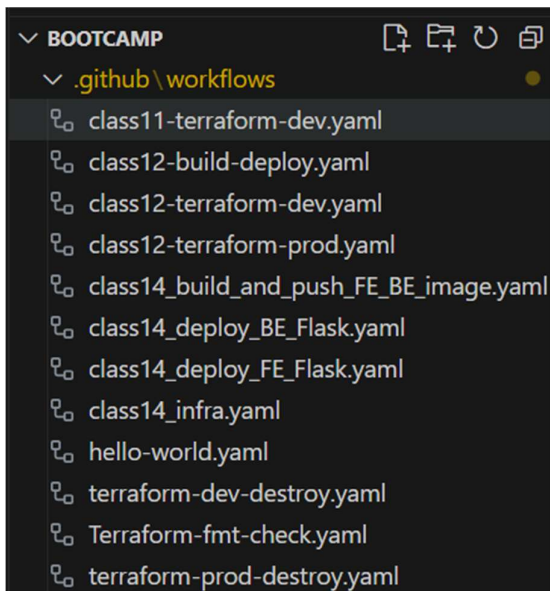 BOOTCAMP
.github\workflows
class11-terraform-dev.yaml
class12-build-deploy.yaml
class12-terraform-dev.yaml
class12-terraform-prod.yaml
class14_build_and_push_FE_BE_image.yaml
class14_deploy_BE_Flask.yaml
class14_deploy_FE_Flask.yaml
class14_infra.yaml
hello-world.yaml
terraform-dev-destroy.yaml
Terraform-fmt-check.yaml
terraform-prod-destroy.yaml